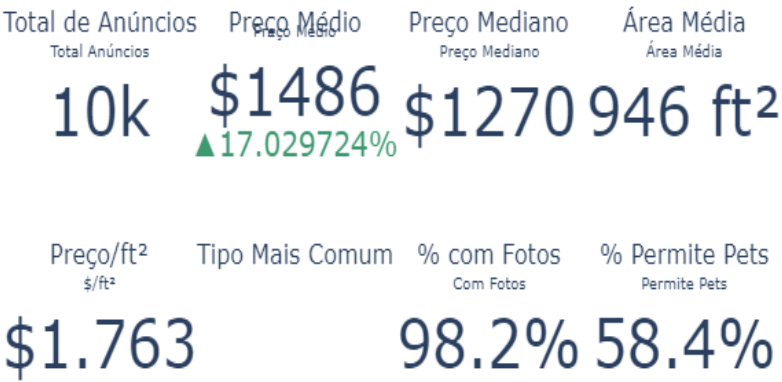 Total de Anúncios
Total Anúncios
10k
Preço Médio
Preço Médio
$1486
▲17.029724%
Preço Mediano
Preço Mediano
$1270
Área Média
Área Média
946 ft²
Preço/ft²
$/ft²
$1.763
Tipo Mais Comum
% com Fotos
Com Fotos
98.2%
% Permite Pets
Permite Pets
58.4%